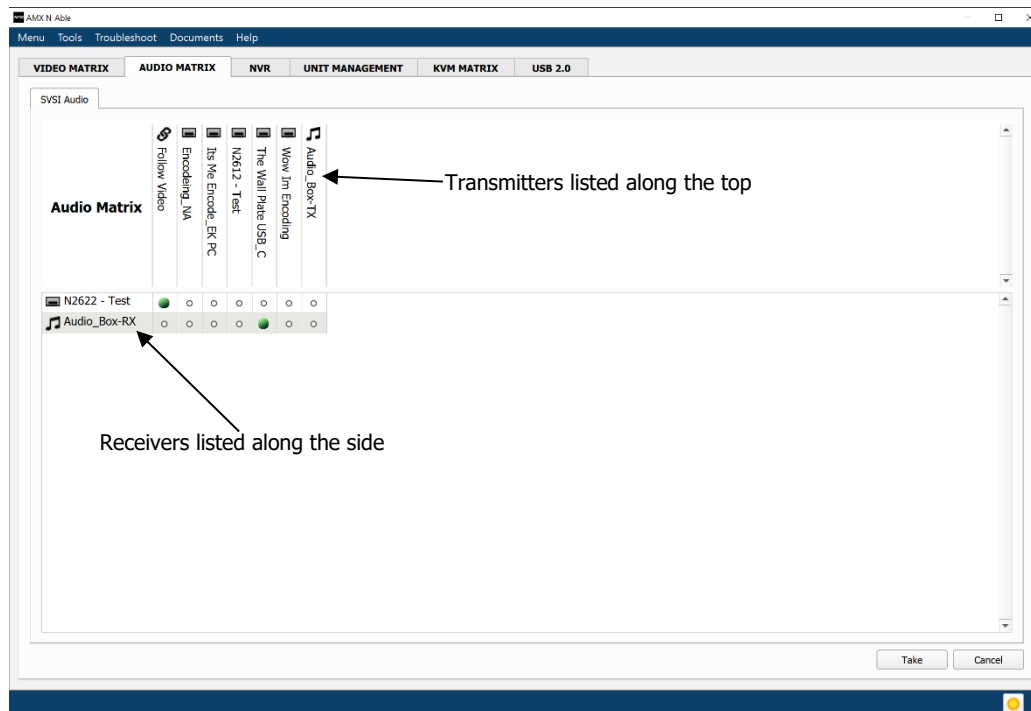 AMX N Able
Menu Tools Troubleshoot Documents Help
VIDEO MATRIX AUDIO MATRIX NVR UNIT MANAGEMENT KVM MATRIX USB 2.0
SVSI Audio
Audio Matrix
Follow Video
Encodeing_NA
Its Me Encode_EK PC
N2612 - Test
The Wall Plate USB_C
Wow Im Encoding
Audio_Box-TX
Transmitters listed along the top
N2622 - Test
Audio_Box-RX
Receivers listed along the side
Take Cancel